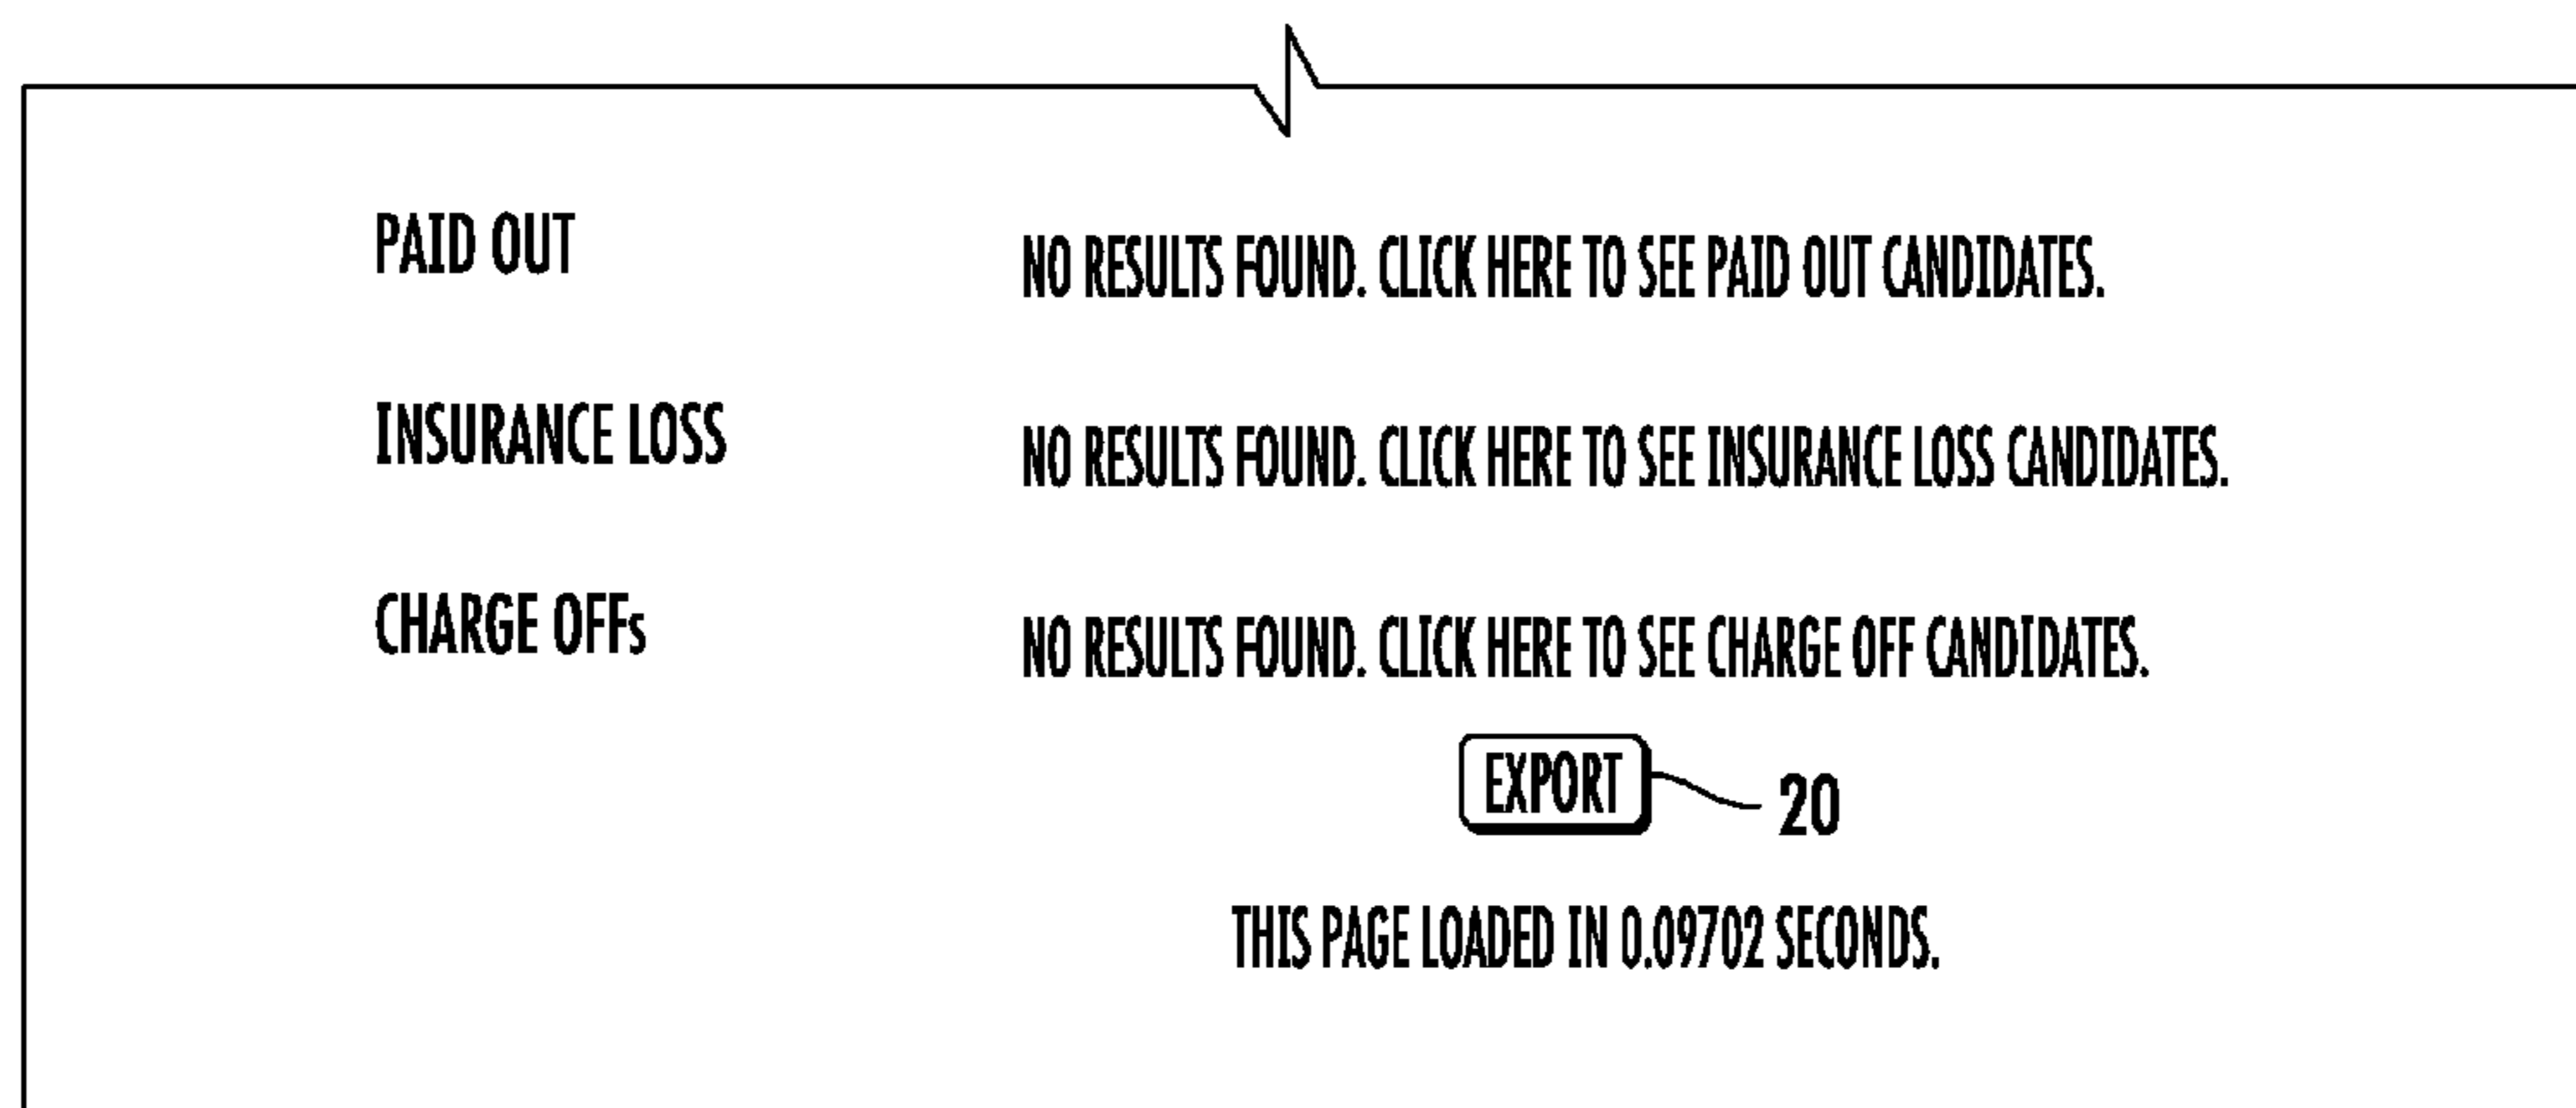 PAID OUT
NO RESULTS FOUND. CLICK HERE TO SEE PAID OUT CANDIDATES.
INSURANCE LOSS
NO RESULTS FOUND. CLICK HERE TO SEE INSURANCE LOSS CANDIDATES.
CHARGE OFFs
NO RESULTS FOUND. CLICK HERE TO SEE CHARGE OFF CANDIDATES.
EXPORT
20
THIS PAGE LOADED IN 0.09702 SECONDS.